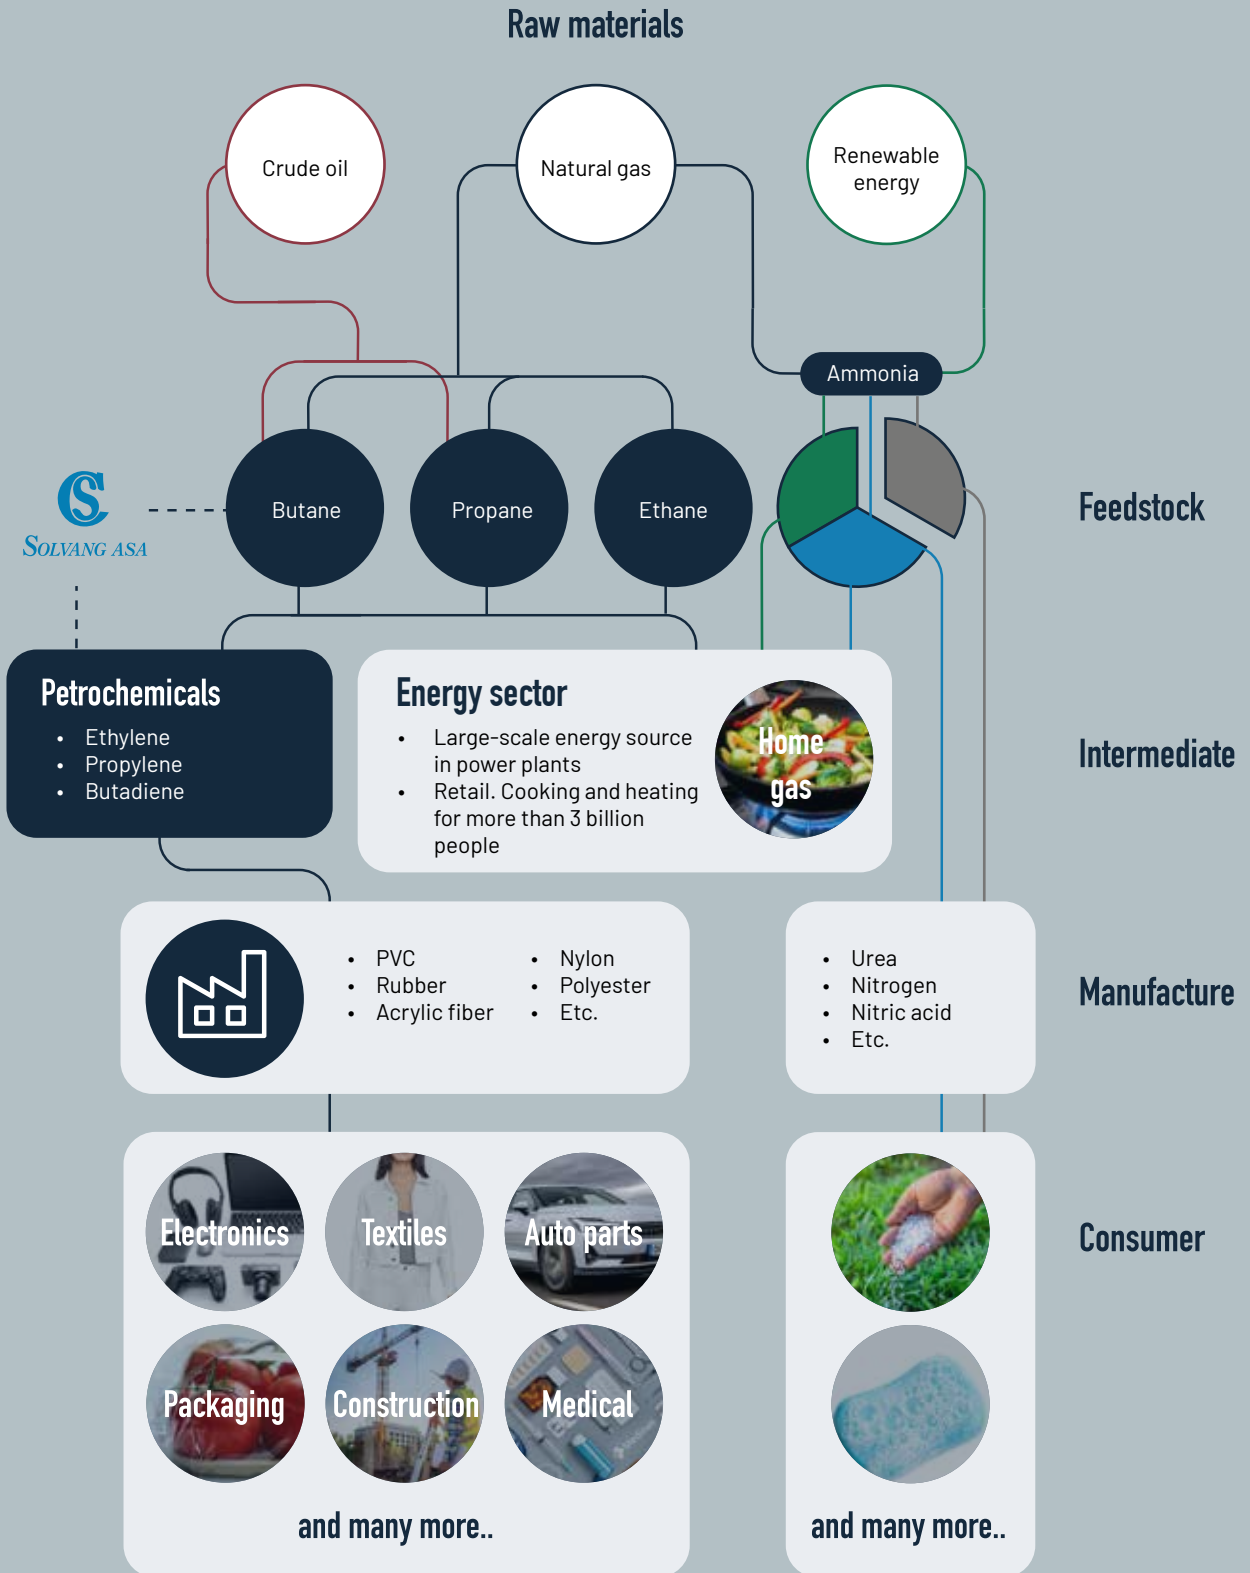 Raw materials
Crude oil
Natural gas
Renewable
energy
Ammonia
Butane
Propane
Ethane
SOLVANG ASA
Feedstock
Petrochemicals
• Ethylene
• Propylene
• Butadiene
Energy sector
• Large-scale energy source
in power plants
• Retail. Cooking and heating
for more than 3 billion
people
Home
gas
Intermediate
• PVC
• Rubber
• Acrylic fiber
• Nylon
• Polyester
• Etc.
• Urea
• Nitrogen
• Nitric acid
• Etc.
Manufacture
Electronics
Textiles
Auto parts
Consumer
Packaging
Construction
Medical
and many more..
and many more..